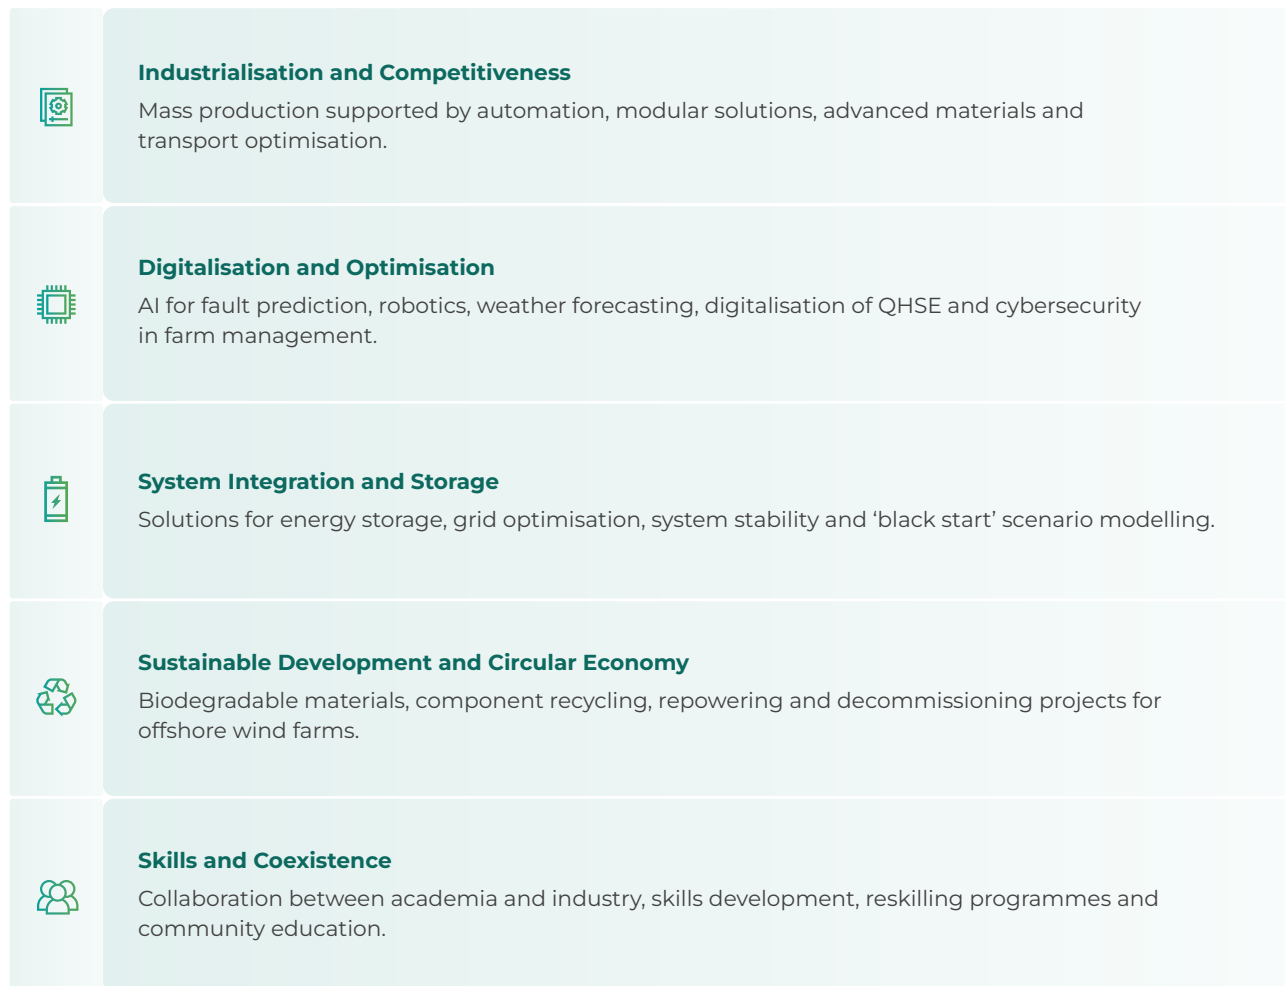 Industrialisation and Competitiveness
Mass production supported by automation, modular solutions, advanced materials and
transport optimisation.
Digitalisation and Optimisation
AI for fault prediction, robotics, weather forecasting, digitalisation of QHSE and cybersecurity
in farm management.
System Integration and Storage
Solutions for energy storage, grid optimisation, system stability and ‘black start’ scenario modelling.
Sustainable Development and Circular Economy
Biodegradable materials, component recycling, repowering and decommissioning projects for
offshore wind farms.
Skills and Coexistence
Collaboration between academia and industry, skills development, reskilling programmes and
community education.